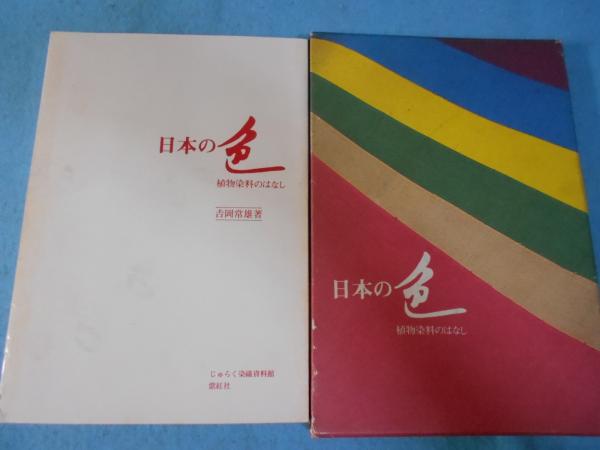 日本の色
植物染料のはなし
吉岡常雄著
じゅらく染織資料館
紫紅社
日本の色
植物染料のはなし